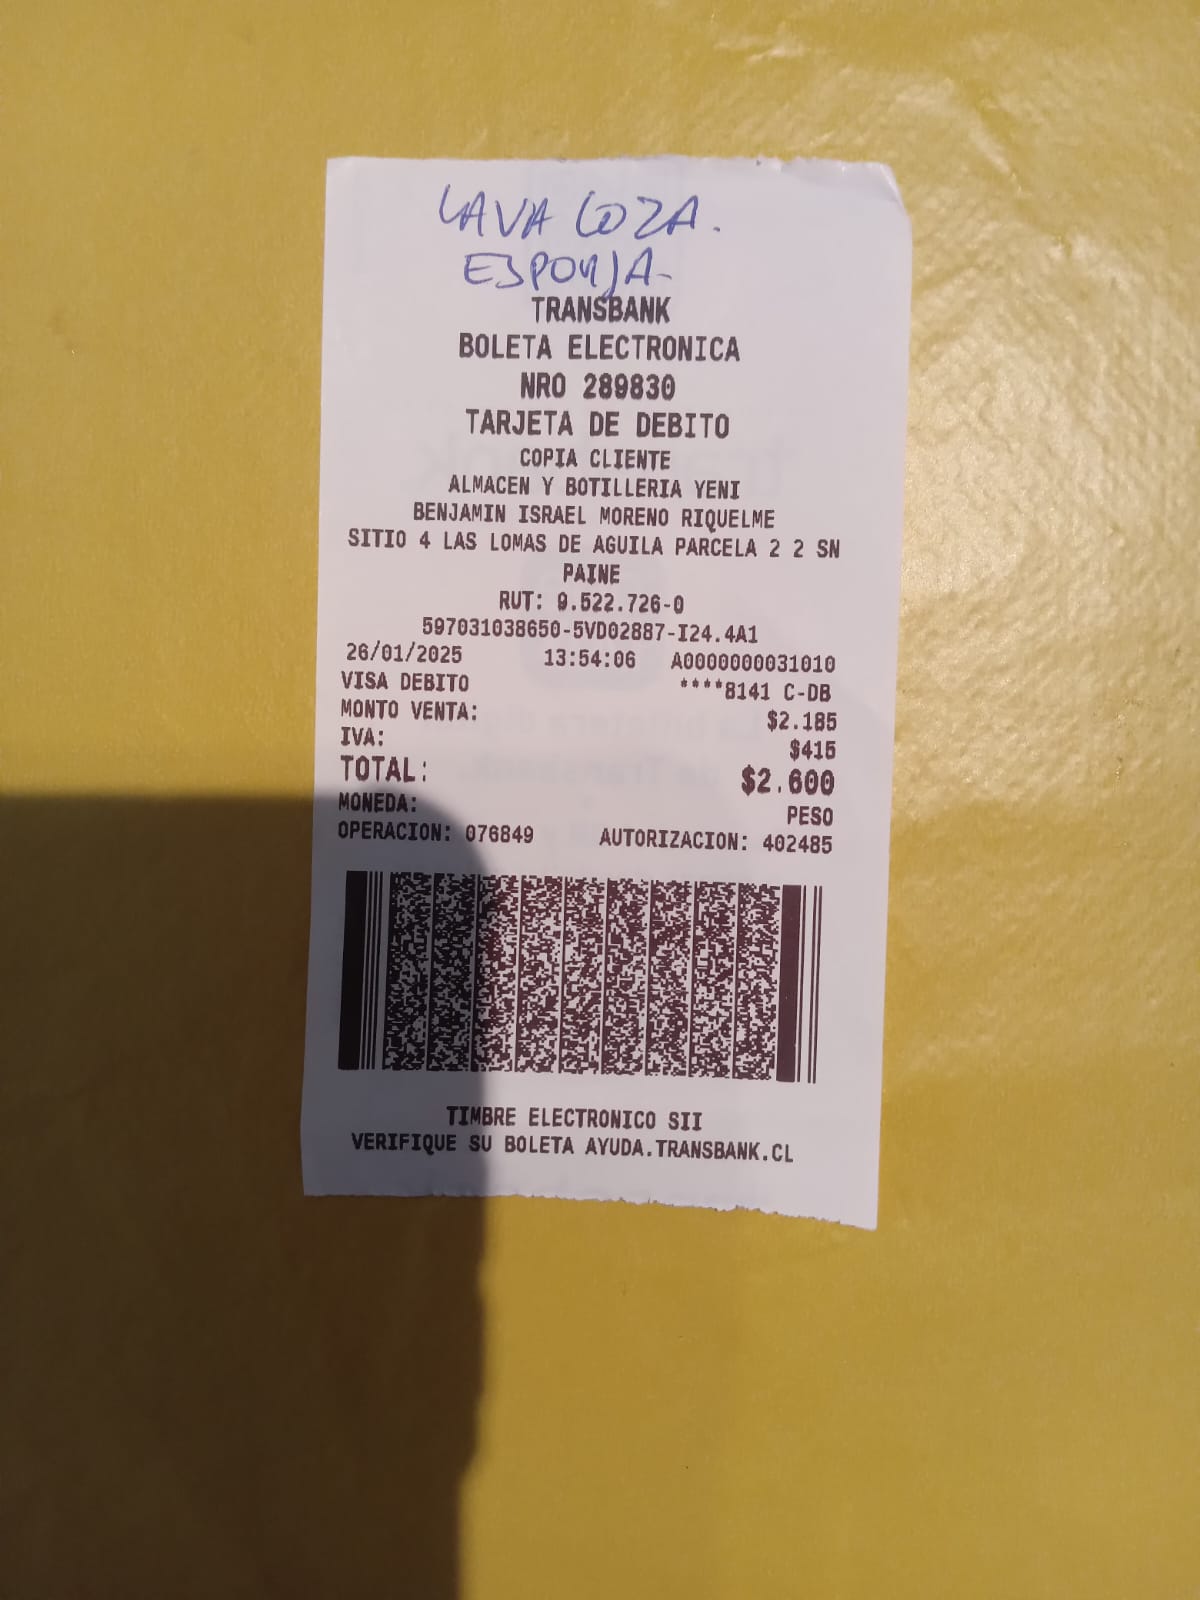 LAVA LOZA.
ESPONJA-
TRANSBANK
BOLETA ELECTRONICA
NRO 289830
TARJETA DE DEBITO
COPIA CLIENTE
ALMACEN Y BOTILLERIA YENI
BENJAMIN ISRAEL MORENO RIQUELME
SITIO 4 LAS LOMAS DE AGUILA PARCELA 2 2 SN
PAINE
RUT: 9.522.726-0
597031038650-5VD02887-I24.4A1
26/01/2025 13:54:06 A0000000031010
VISA DEBITO ****8141 C-DB
MONTO VENTA: $2.185
IVA: $415
TOTAL: $2.600
MONEDA: PESO
OPERACION: 076849 AUTORIZACION: 402485
TIMBRE ELECTRONICO SII
VERIFIQUE SU BOLETA AYUDA.TRANSBANK.CL